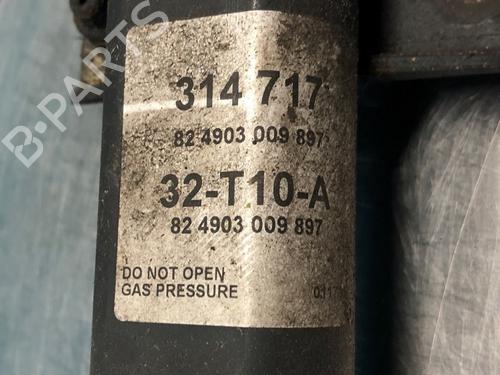 314 717
82 4903 009 897
32-T10-A
82 4903 009 897
DO NOT OPEN
GAS PRESSURE
B-PARTS